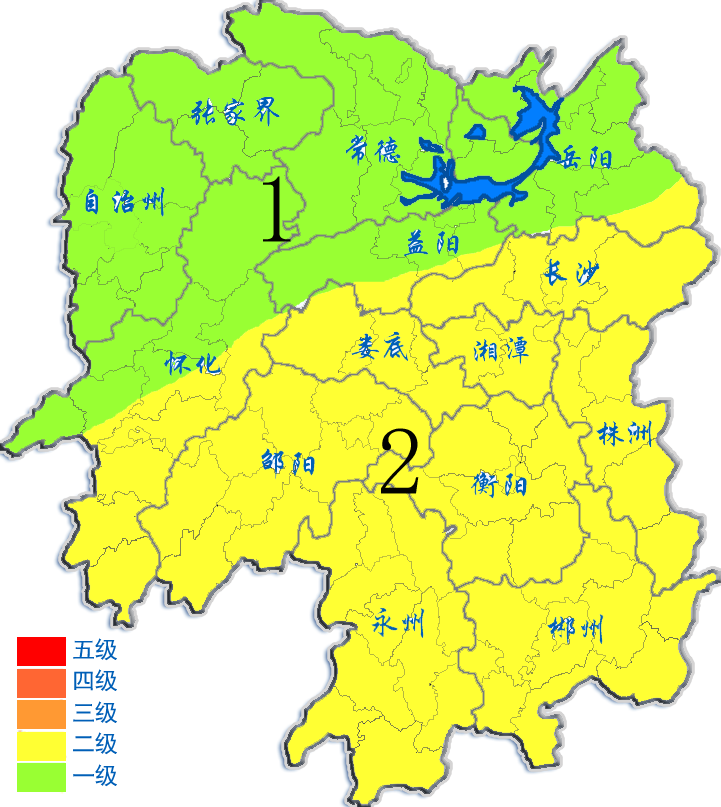 张家界
常德
岳阳
自治州
1
益阳
长沙
怀化
娄底
湘潭
株洲
邵阳
2
衡阳
永州
郴州
五级
四级
三级
二级
一级